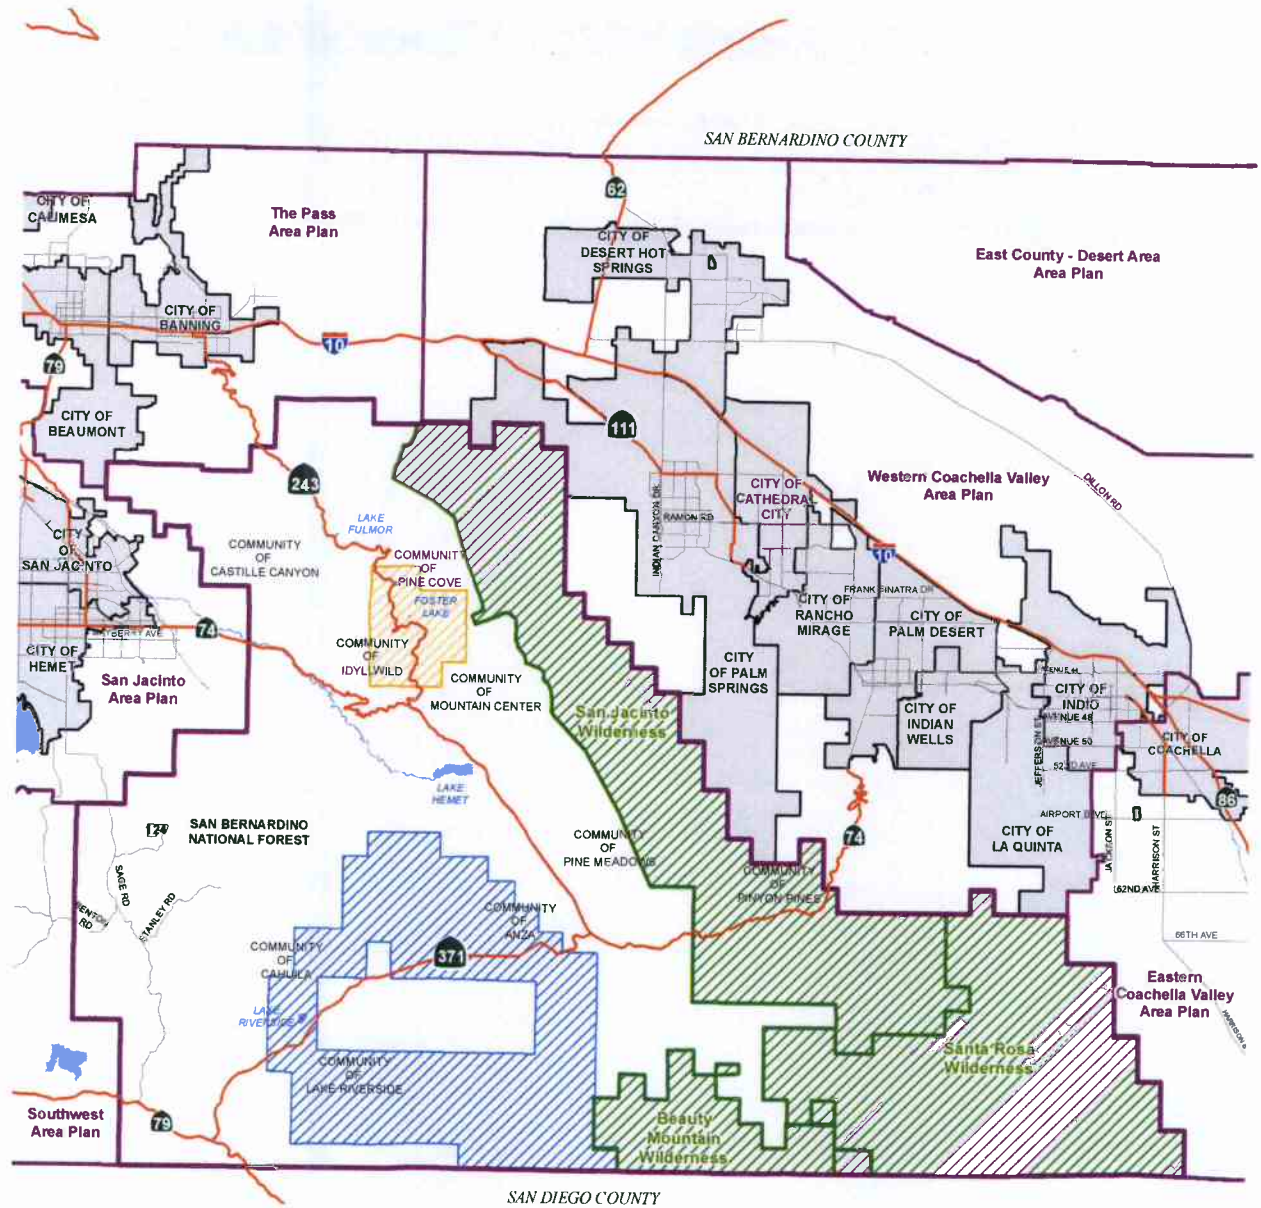 SAN BERNARDINO COUNTY
62
CITY OF
CALIMESA
The Pass
Area Plan
CITY OF
DESERT HOT
SPRINGS
East County - Desert Area
Area Plan
CITY OF
BANNING
10
79
CITY OF
BEAUMONT
111
243
Western Coachella Valley
Area Plan
DILLON RD
CITY OF
CATHEDRAL
CITY
INDIAN CANYON DR
RAMON RD
LAKE
FULMOR
CITY
OF
SAN JACINTO
COMMUNITY
OF
CASTILLE CANYON
COMMUNITY
OF
PINE COVE
10
FRANK SINATRA DR
FOSTER
LAKE
CITY OF
RANCHO
MIRAGE
CITY OF
PALM DESERT
74
CITY OF
HEMET
COMMUNITY
OF
IDYLLWILD
San Jacinto
Area Plan
COMMUNITY
OF
MOUNTAIN CENTER
CITY
OF PALM
SPRINGS
AVENUE 44
CITY OF
INDIO
AVENUE 48
San Jacinto
Wilderness
CITY OF
INDIAN
WELLS
JEFFERSON ST
AVENUE 50
CITY OF
COACHELLA
52ND AVE
LAKE
HEMET
86
AIRPORT BLVD
SAN BERNARDINO
NATIONAL FOREST
COMMUNITY
OF
PINE MEADOWS
74
CITY OF
LA QUINTA
JACKSON ST
HARRISON ST
COMMUNITY
OF
PINYON PINES
62ND AVE
SAGE RD
BENTON
RD
STANLEY RD
COMMUNITY
OF
ANZA
66TH AVE
COMMUNITY
OF
CAHUILA
371
Eastern
Coachella Valley
Area Plan
LAKE
RIVERSIDE
COMMUNITY
OF
LAKE RIVERSIDE
Santa Rosa
Wilderness
Southwest
Area Plan
79
Beauty
Mountain
Wilderness
SAN DIEGO COUNTY